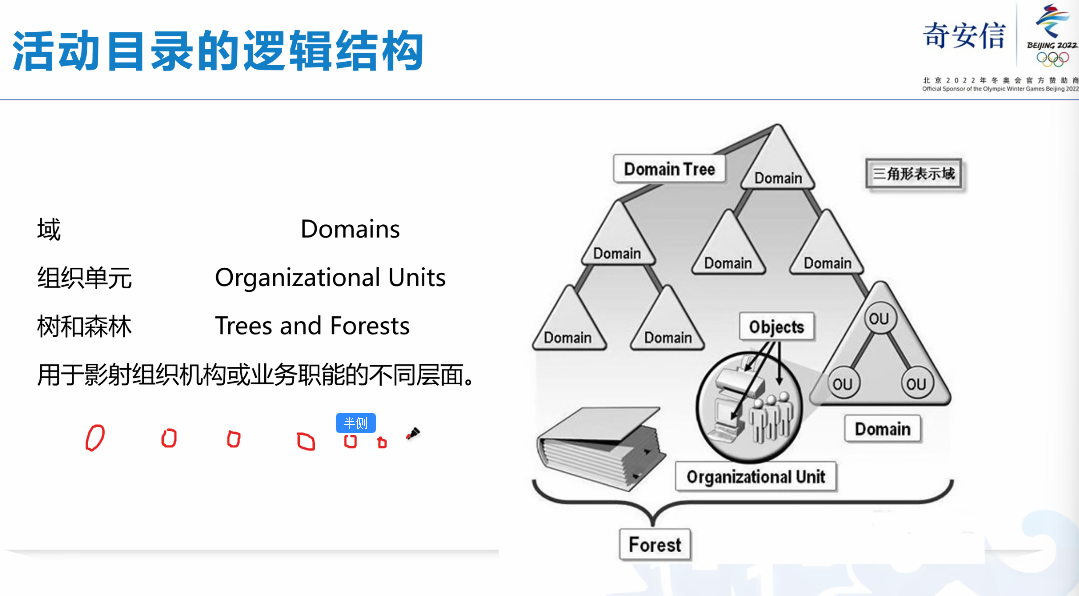 活动目录的逻辑结构
奇安信
BEIJING 2022
北京2022年冬奥会官方赞助商
Official Sponsor of the Olympic Winter Games Beijing 2022
域 Domains
组织单元 Organizational Units
树和森林 Trees and Forests
用于影射组织机构或业务职能的不同层面。
半侧
Domain Tree
Domain
三角形表示域
Domain
Domain
Domain
Domain
Domain
Objects
OU
OU
OU
Domain
Organizational Unit
Forest